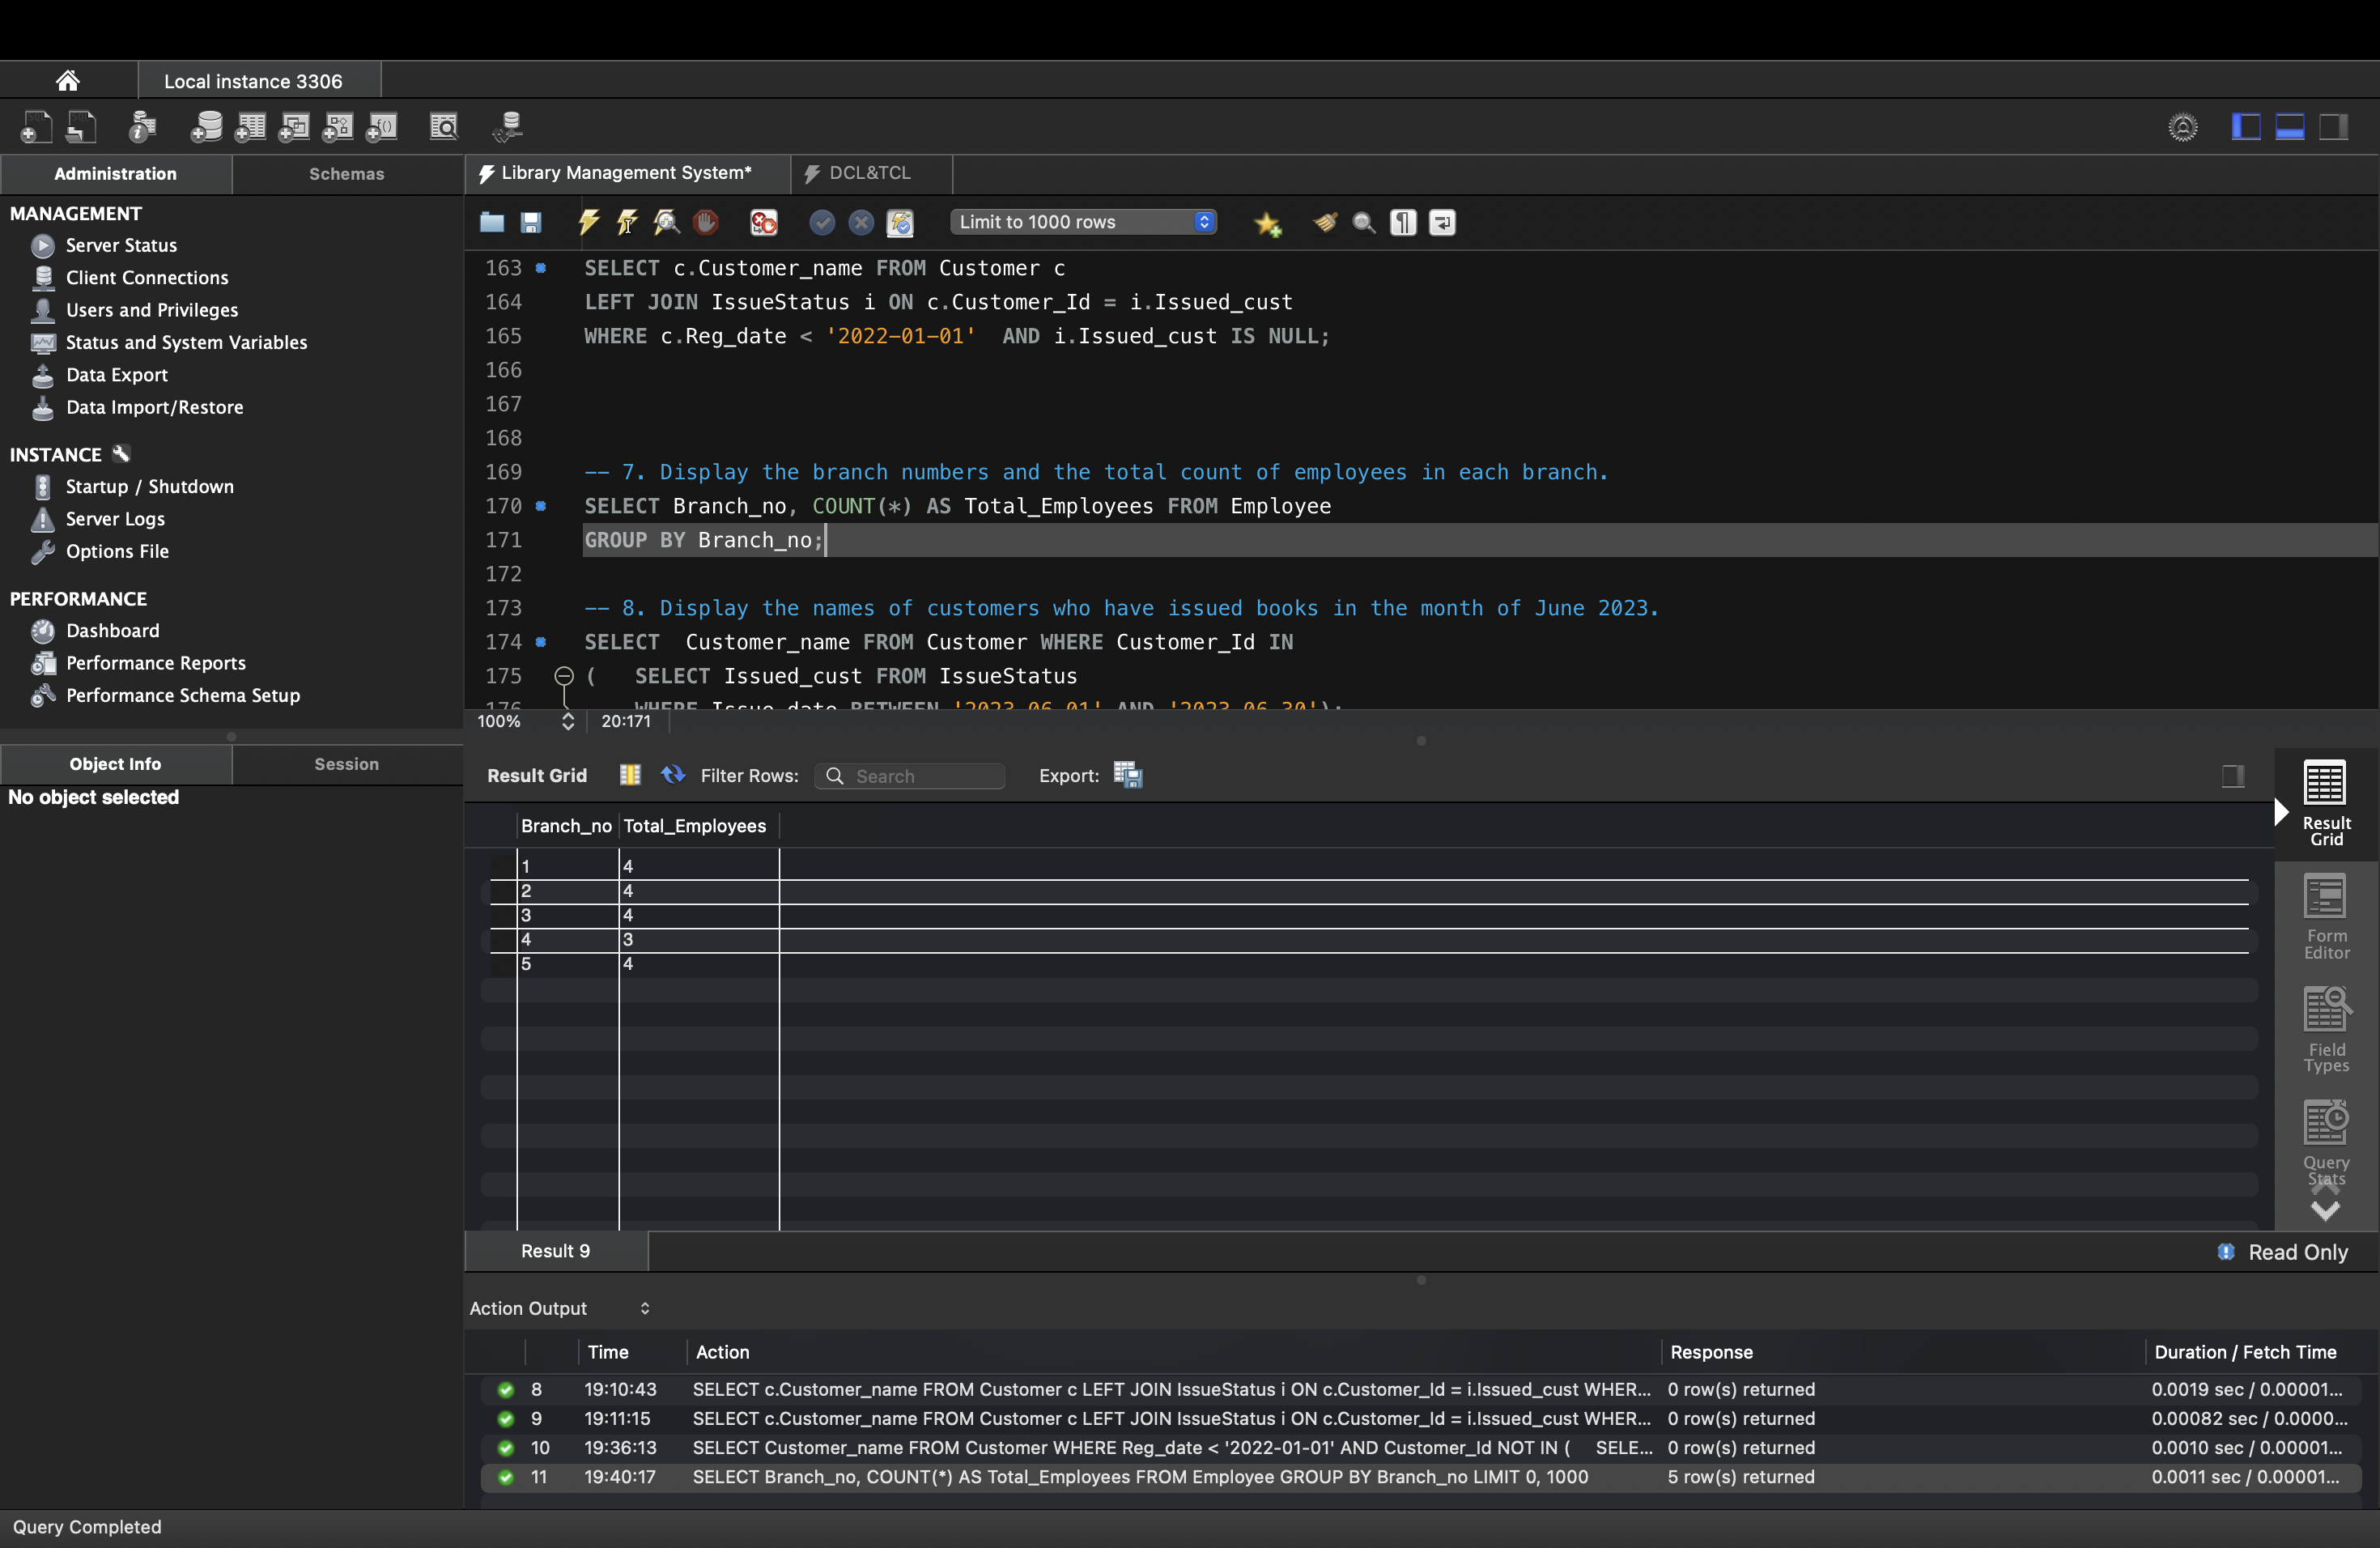 Local instance 3306
Administration
Schemas
Library Management System*
DCL&TCL
MANAGEMENT
Server Status
Client Connections
Users and Privileges
Status and System Variables
Data Export
Data Import/Restore
INSTANCE
Startup / Shutdown
Server Logs
Options File
PERFORMANCE
Dashboard
Performance Reports
Performance Schema Setup
Object Info
Session
No object selected
Limit to 1000 rows
163 SELECT c.Customer_name FROM Customer c
164 LEFT JOIN IssueStatus i ON c.Customer_Id = i.Issued_cust
165 WHERE c.Reg_date < '2022-01-01'  AND i.Issued_cust IS NULL;
166
167
168
169 -- 7. Display the branch numbers and the total count of employees in each branch.
170 SELECT Branch_no, COUNT(*) AS Total_Employees FROM Employee
171 GROUP BY Branch_no;
172
173 -- 8. Display the names of customers who have issued books in the month of June 2023.
174 SELECT  Customer_name FROM Customer WHERE Customer_Id IN
175 (   SELECT Issued_cust FROM IssueStatus
176 WHERE Issue_date BETWEEN '2023-06-01' AND '2023-06-30');
100% 20:171
Result Grid Filter Rows: Search Export:
Branch_no Total_Employees
1 4
2 4
3 4
4 3
5 4
Result
Grid
Form
Editor
Field
Types
Query
Stats
Result 9
Read Only
Action Output
Time Action Response Duration / Fetch Time
8 19:10:43 SELECT c.Customer_name FROM Customer c LEFT JOIN IssueStatus i ON c.Customer_Id = i.Issued_cust WHER... 0 row(s) returned 0.0019 sec / 0.00001...
9 19:11:15 SELECT c.Customer_name FROM Customer c LEFT JOIN IssueStatus i ON c.Customer_Id = i.Issued_cust WHER... 0 row(s) returned 0.00082 sec / 0.0000...
10 19:36:13 SELECT Customer_name FROM Customer WHERE Reg_date < '2022-01-01' AND Customer_Id NOT IN (     SELE... 0 row(s) returned 0.0010 sec / 0.00001...
11 19:40:17 SELECT Branch_no, COUNT(*) AS Total_Employees FROM Employee GROUP BY Branch_no LIMIT 0, 1000 5 row(s) returned 0.0011 sec / 0.00001...
Query Completed